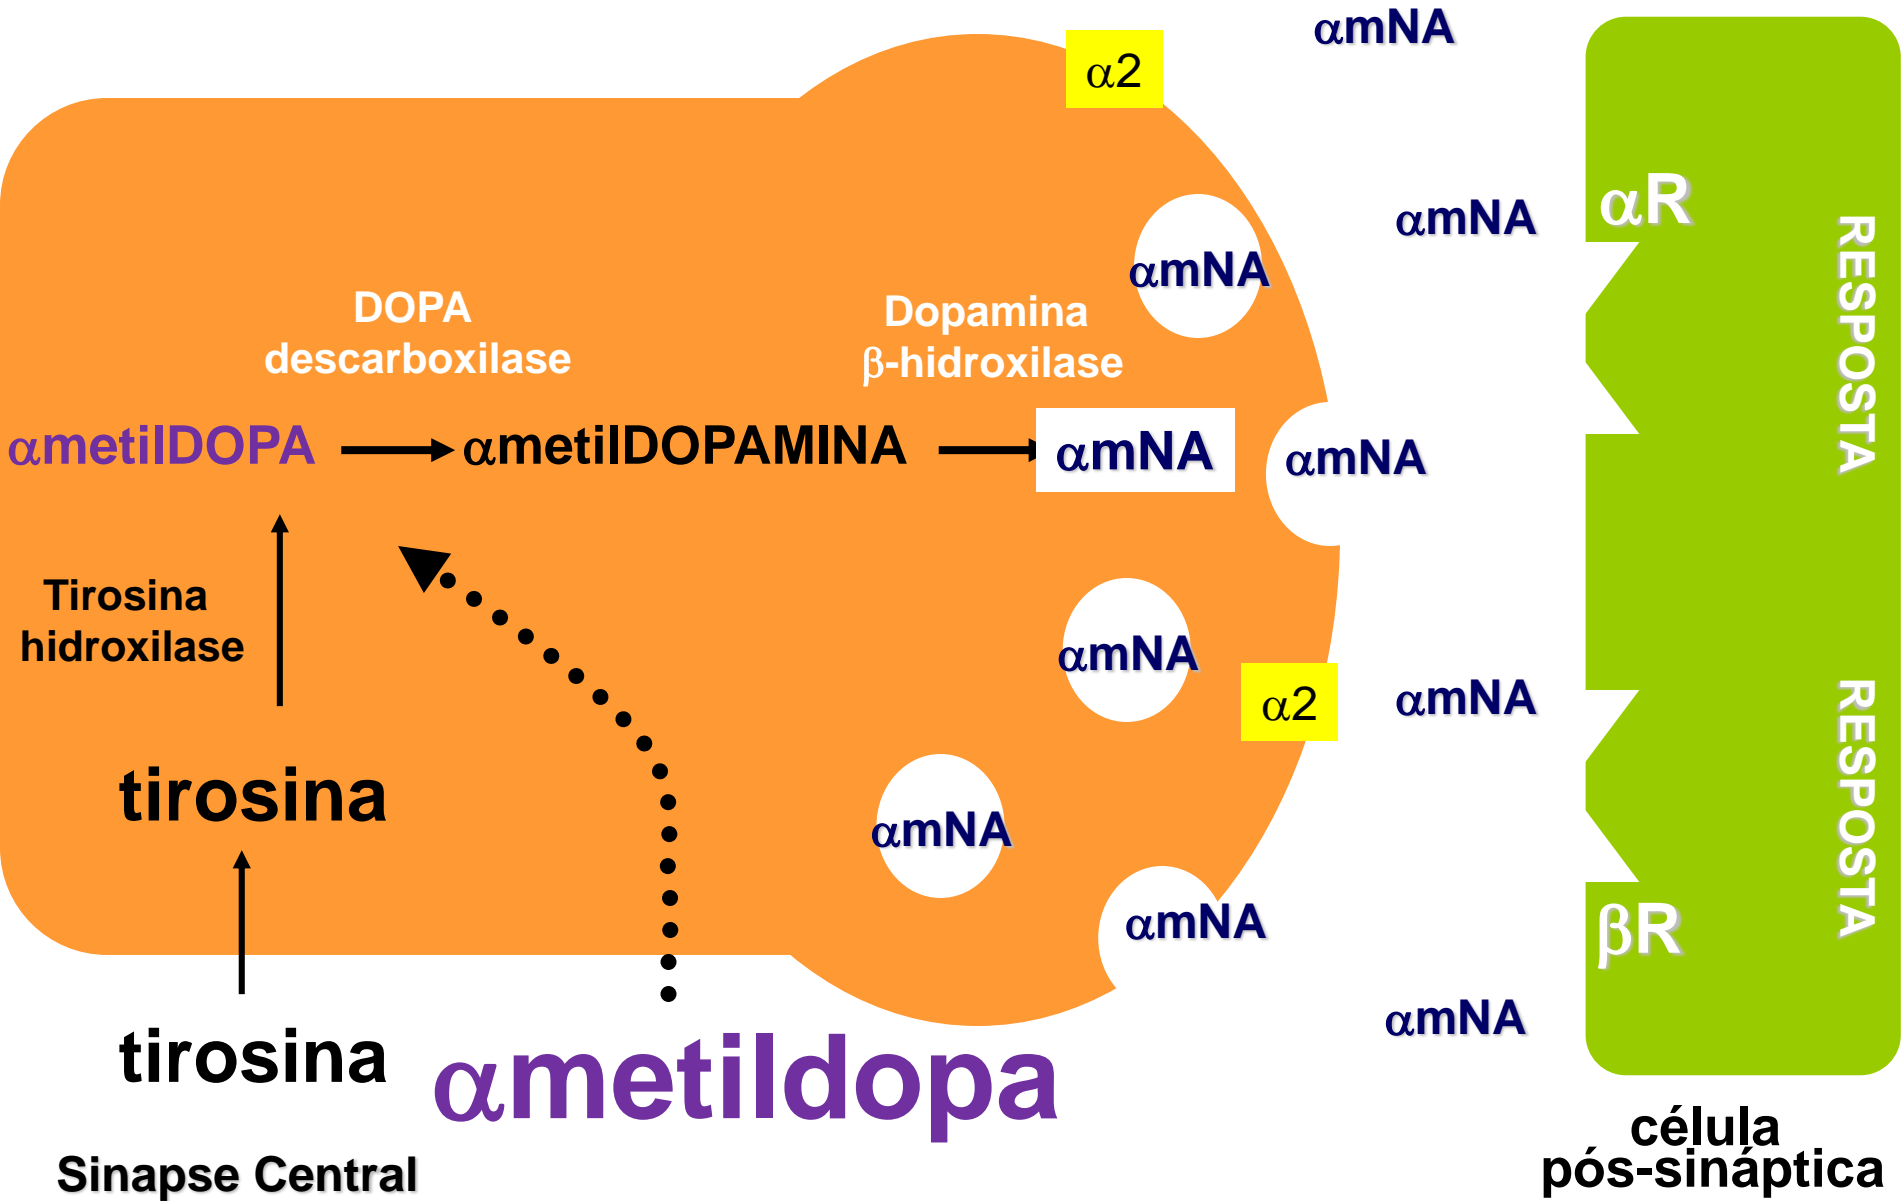 αmNA
α2
αmNA
αR
RESPOSTA
αmNA
DOPA
descarboxilase
Dopamina
β-hidroxilase
αmetilDOPA
αmetilDOPAMINA
αmNA
αmNA
Tirosina
hidroxilase
αmNA
α2
αmNA
RESPOSTA
tirosina
αmNA
αmNA
βR
αmNA
tirosina
αmetildopa
célula
pós-sináptica
Sinapse Central